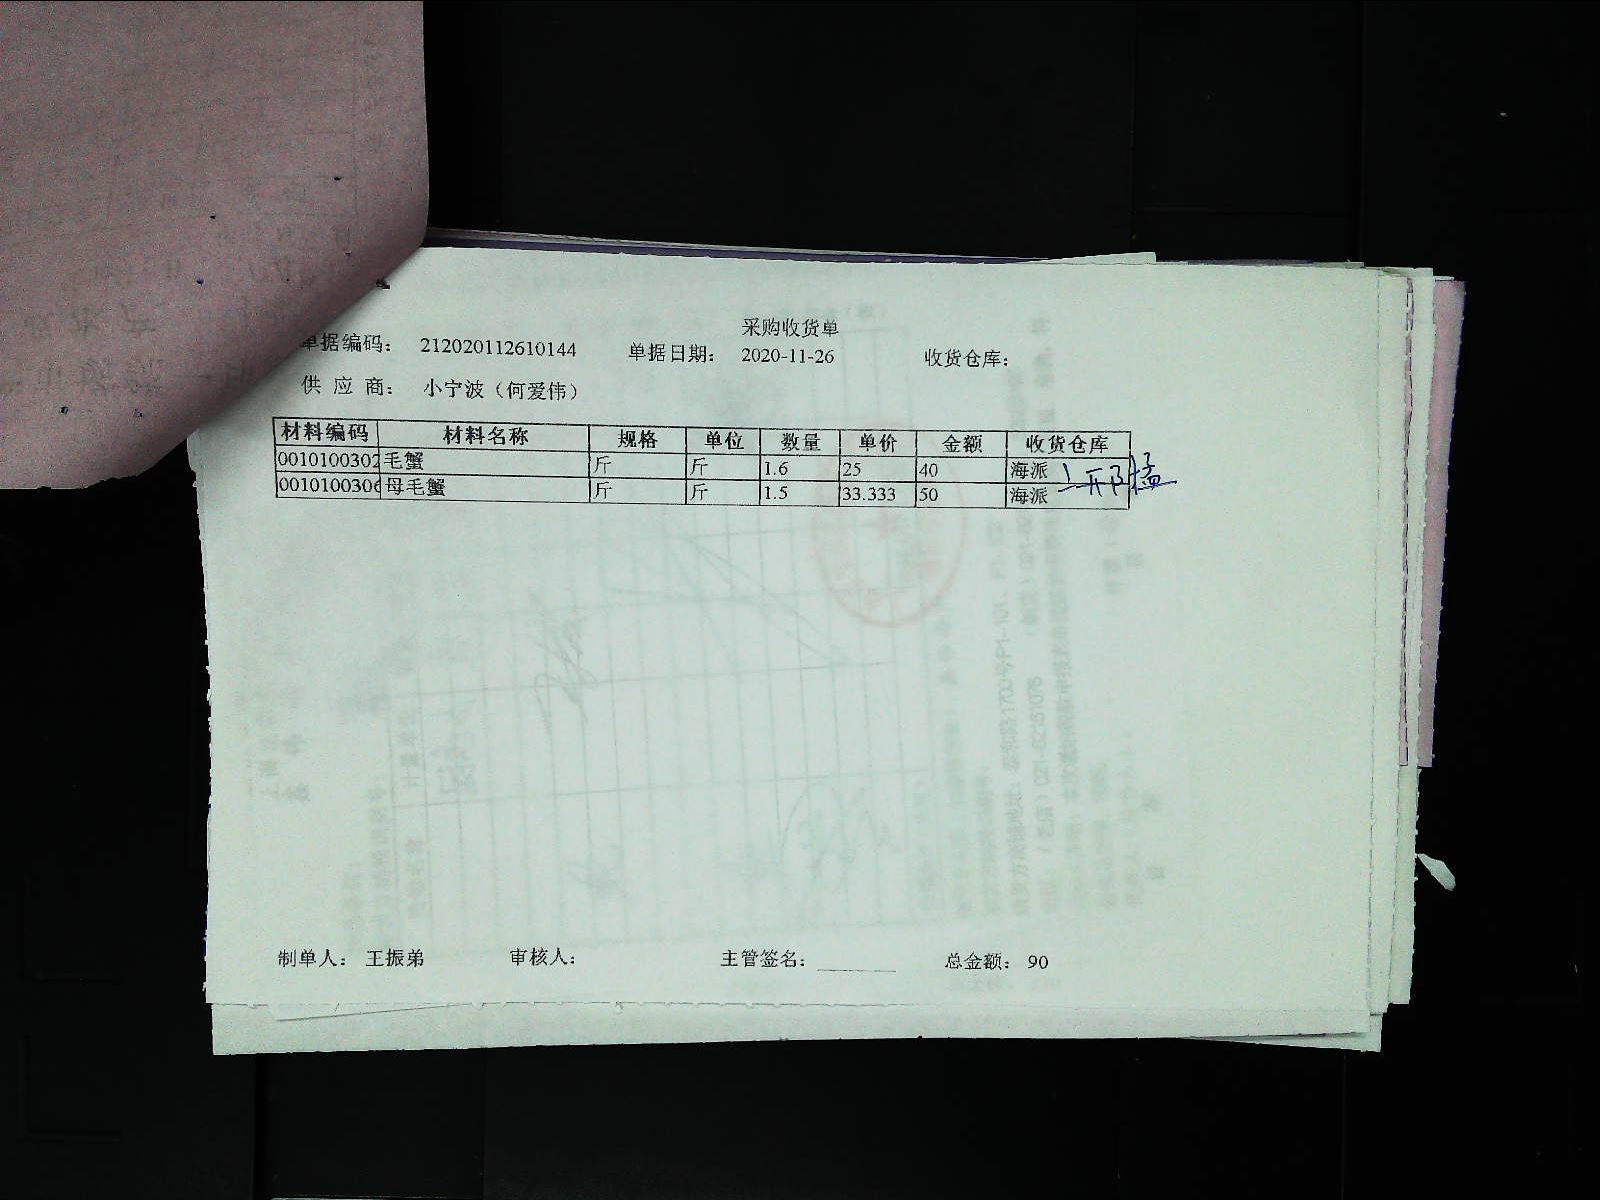 采购收货单
单据编码： 212020112610144 单据日期： 2020-11-26 收货仓库：
供 应 商： 小宁波（何爱伟）
材料编码 材料名称 规格 单位 数量 单价 金额 收货仓库
0010100302 毛蟹 斤 斤 1.6 25 40 海派
0010100306 母毛蟹 斤 斤 1.5 33.333 50 海派
制单人： 王振弟 审核人： 主管签名： 总金额： 90